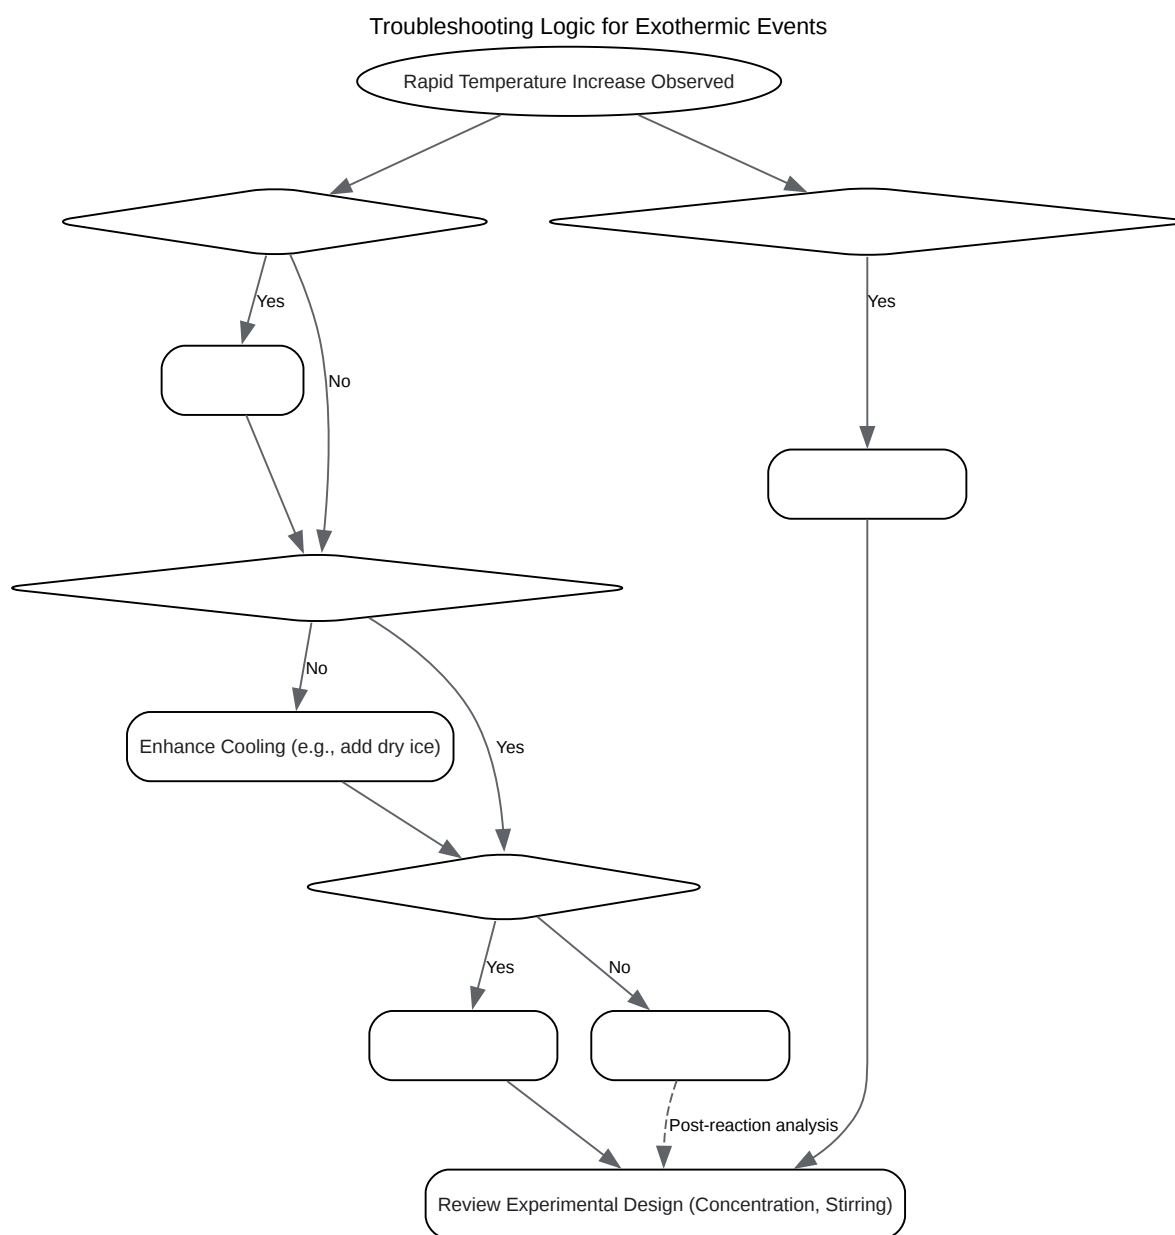 Troubleshooting Logic for Exothermic Events
Rapid Temperature Increase Observed
Yes
Yes
No
No
Enhance Cooling (e.g., add dry ice)
Yes
Yes
No
Post-reaction analysis
Review Experimental Design (Concentration, Stirring)